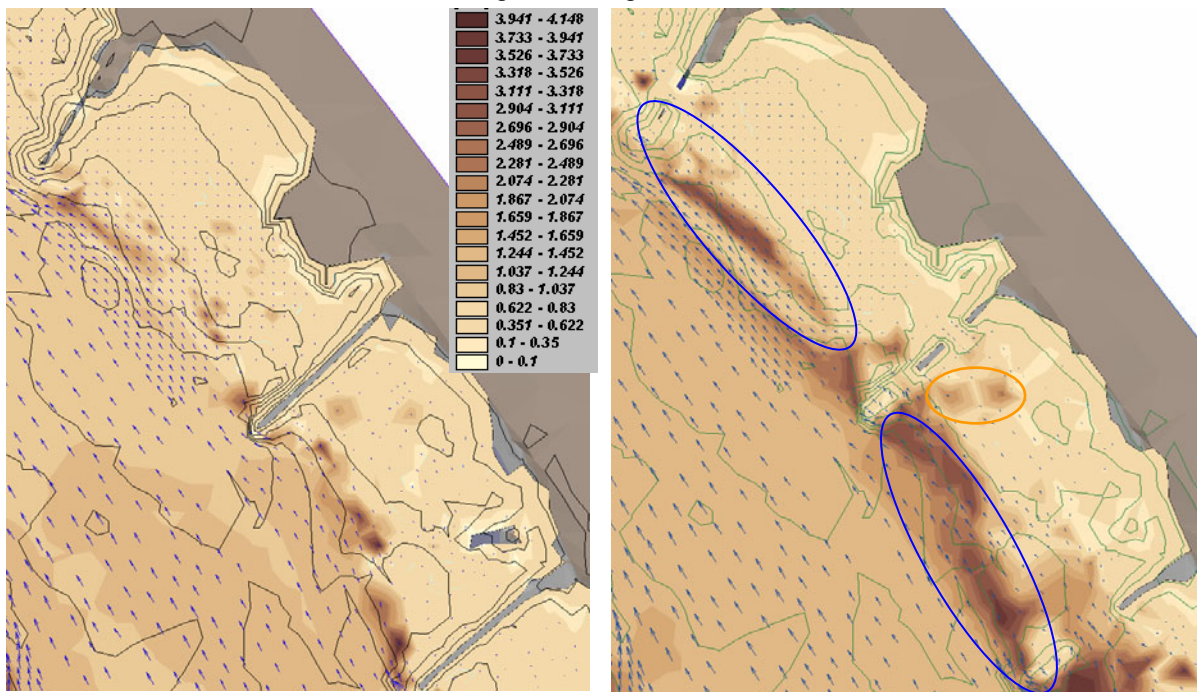 3.941 - 4.148
3.733 - 3.941
3.526 - 3.733
3.318 - 3.526
3.111 - 3.318
2.904 - 3.111
2.696 - 2.904
2.489 - 2.696
2.281 - 2.489
2.074 - 2.281
1.867 - 2.074
1.659 - 1.867
1.452 - 1.659
1.244 - 1.452
1.037 - 1.244
0.83 - 1.037
0.622 - 0.83
0.351 - 0.622
0.1 - 0.35
0 - 0.1